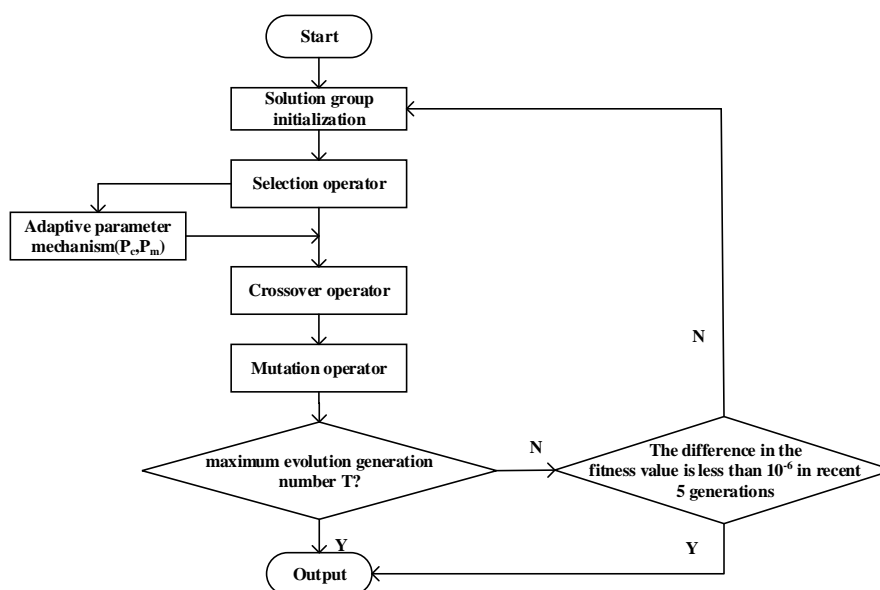 Start
Solution group
initialization
Selection operator
Adaptive parameter
mechanism(Pc,Pm)
Crossover operator
Mutation operator
N
maximum evolution generation
number T?
N
The difference in the
fitness value is less than 10-6 in recent
5 generations
Y
Y
Output